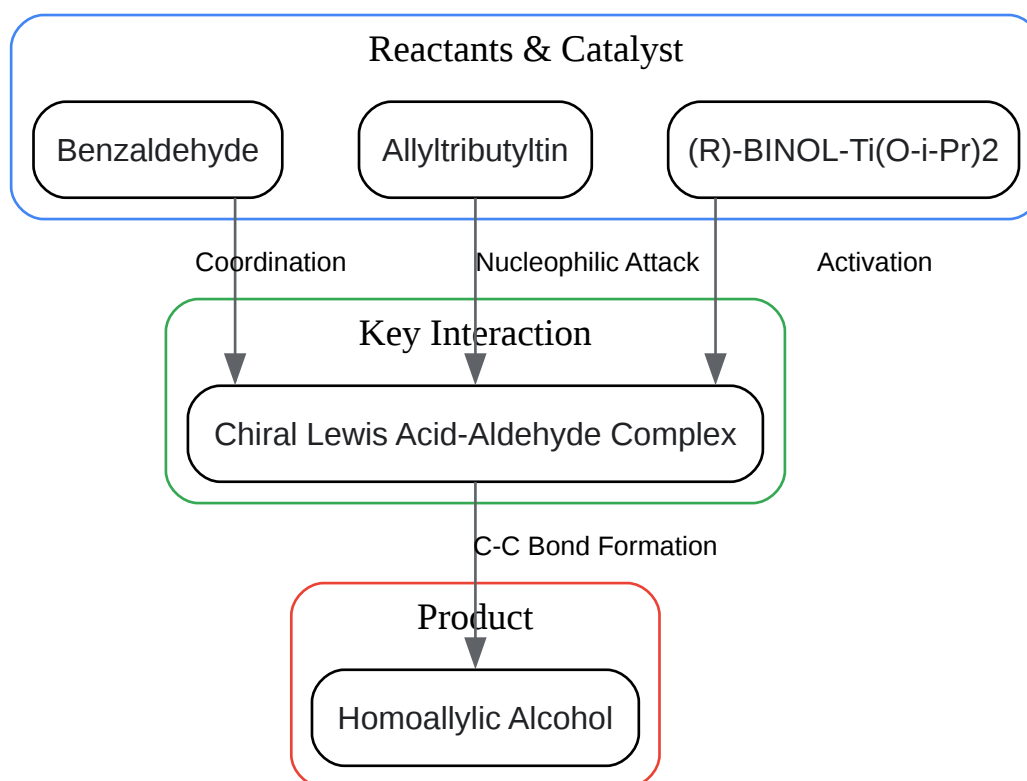 Reactants & Catalyst
Benzaldehyde
Allyltributyltin
(R)-BINOL-Ti(O-i-Pr)2
Coordination
Nucleophilic Attack
Activation
Key Interaction
Chiral Lewis Acid-Aldehyde Complex
C-C Bond Formation
Product
Homoallylic Alcohol